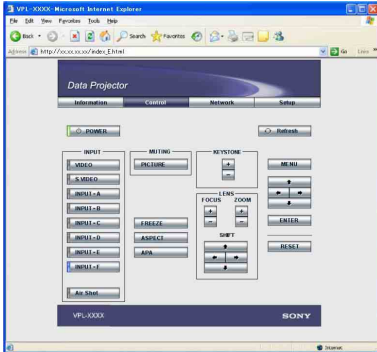 VPL-XXXX-Microsoft Internet Explorer
File Edit View Favorites Tools Help
Back Search Favorites
Address http://xx.xx.xx.xx/index_E.html Go Links
Data Projector
Information Control Network Setup
POWER Refresh
INPUT MUTING KEYSTONE
VIDEO PICTURE + MENU
S VIDEO -
INPUT-A
INPUT-B LENS
FOCUS ZOOM
INPUT-C FREEZE + + ENTER
INPUT-D ASPECT - -
SHIFT
INPUT-E APA RESET
INPUT-F
Air Shot
VPL-XXXX SONY
Internet